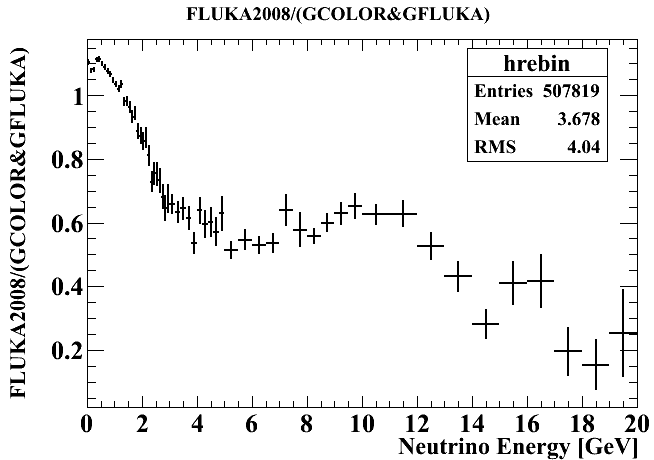 FLUKA2008/(GCOLOR&GFLUKA)
FLUKA2008/(GCOLOR&GFLUKA)
hrebin
Entries 507819
Mean 3.678
RMS 4.04
1
0.8
0.6
0.4
0.2
0 2 4 6 8 10 12 14 16 18 20
Neutrino Energy [GeV]